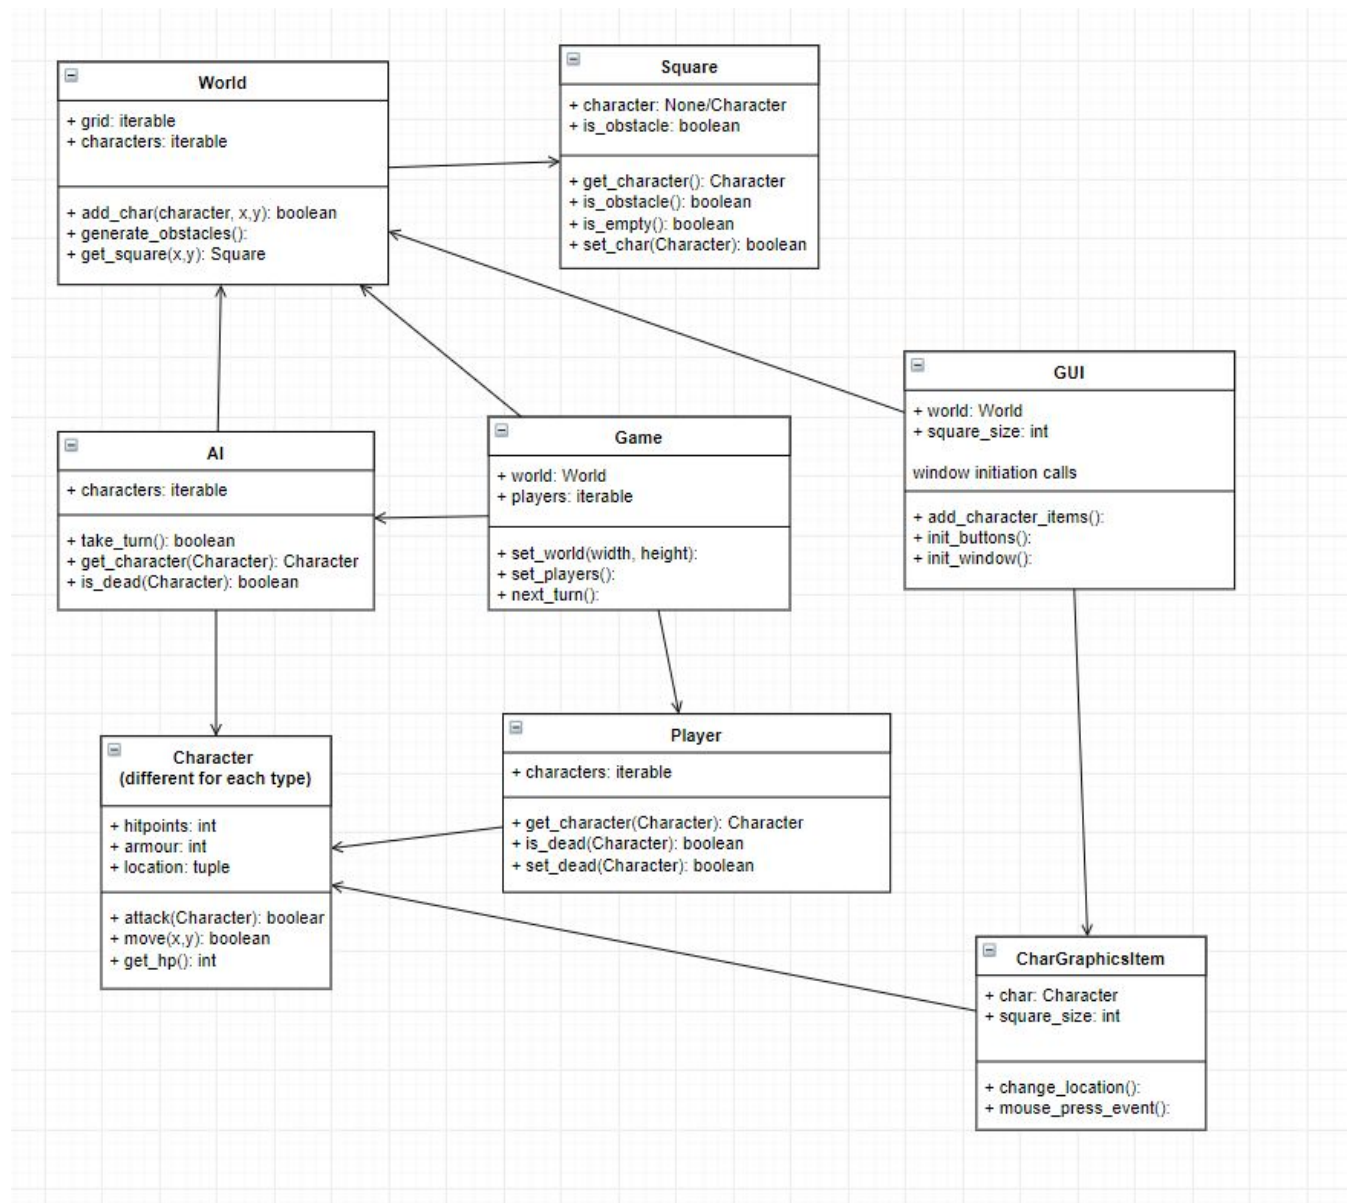 World
+ grid: iterable
+ characters: iterable
+ add_char(character, x,y): boolean
+ generate_obstacles():
+ get_square(x,y): Square
Square
+ character: None/Character
+ is_obstacle: boolean
+ get_character(): Character
+ is_obstacle(): boolean
+ is_empty(): boolean
+ set_char(Character): boolean
GUI
+ world: World
+ square_size: int
window initiation calls
+ add_character_items():
+ init_buttons():
+ init_window():
AI
+ characters: iterable
+ take_turn(): boolean
+ get_character(Character): Character
+ is_dead(Character): boolean
Game
+ world: World
+ players: iterable
+ set_world(width, height):
+ set_players():
+ next_turn():
Character
(different for each type)
+ hitpoints: int
+ armour: int
+ location: tuple
+ attack(Character): boolear
+ move(x,y): boolean
+ get_hp(): int
Player
+ characters: iterable
+ get_character(Character): Character
+ is_dead(Character): boolean
+ set_dead(Character): boolean
CharGraphicsItem
+ char: Character
+ square_size: int
+ change_location():
+ mouse_press_event():